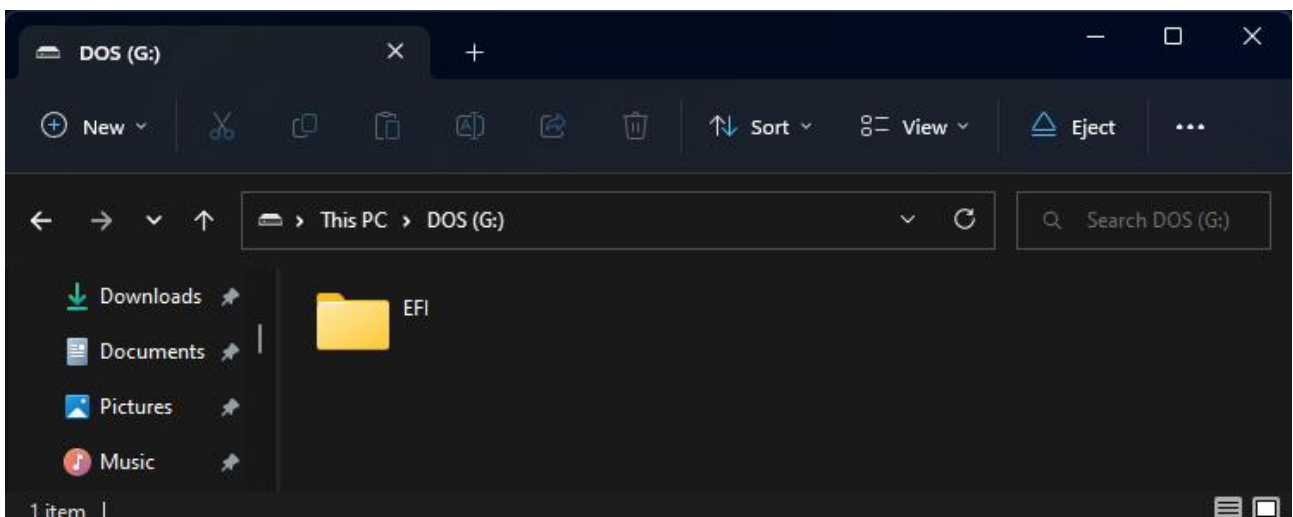 DOS (G:)
New
Sort
View
Eject
This PC > DOS (G:)
Search DOS (G:)
Downloads
EFI
Documents
Pictures
Music
1 item